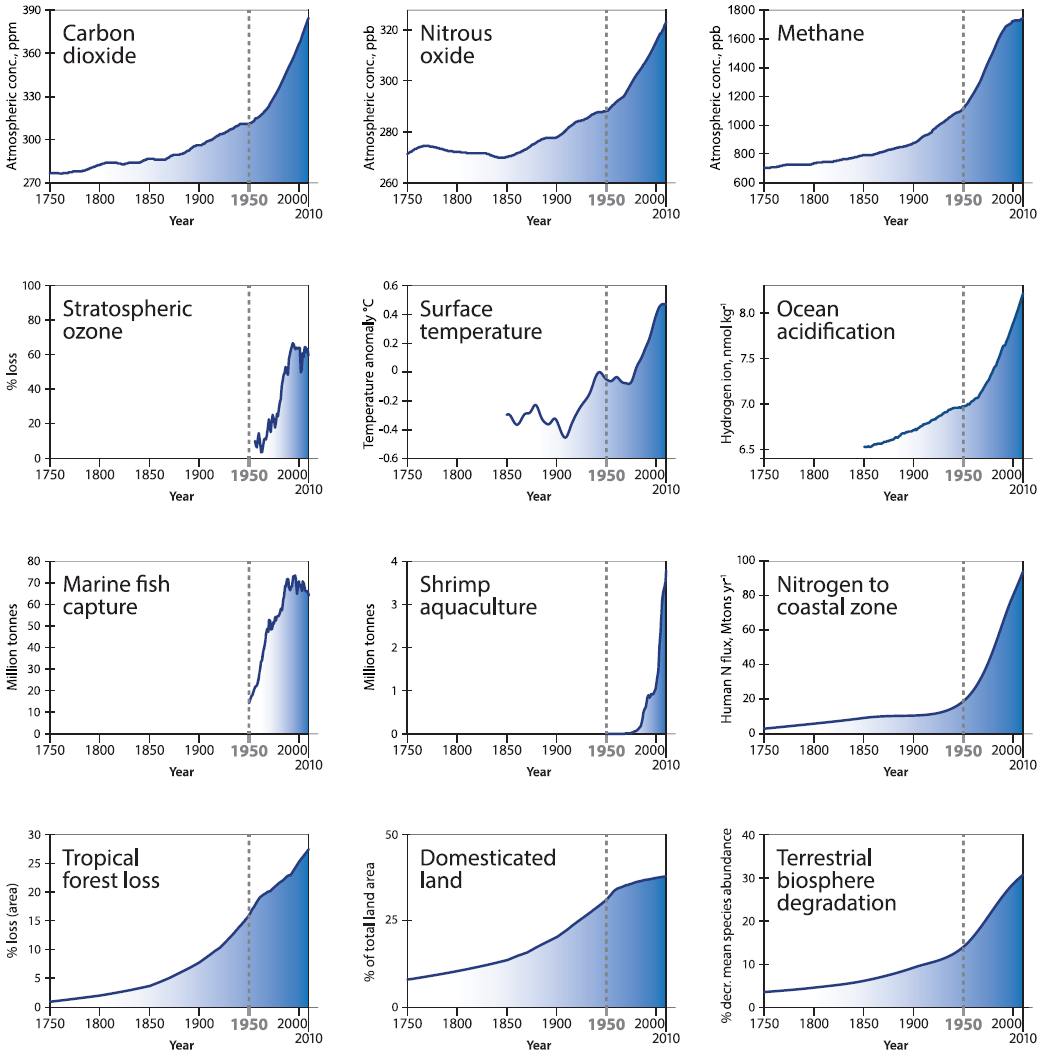 Carbon
dioxide
Atmospheric conc., ppm
390
360
330
300
270
1750 1800 1850 1900 1950 2000
2010
Year
Nitrous
oxide
Atmospheric conc., ppb
320
300
280
260
1750 1800 1850 1900 1950 2000
2010
Year
Methane
Atmospheric conc., ppb
1800
1600
1400
1200
1000
800
600
1750 1800 1850 1900 1950 2000
2010
Year
Stratospheric
ozone
% loss
100
80
60
40
20
0
1750 1800 1850 1900 1950 2000
2010
Year
Surface
temperature
Temperature anomaly °C
0.6
0.4
0.2
0
-0.2
-0.4
-0.6
1750 1800 1850 1900 1950 2000
2010
Year
Ocean
acidification
Hydrogen ion, nmol kg⁻¹
8.0
7.5
7.0
6.5
1750 1800 1850 1900 1950 2000
2010
Year
Marine fish
capture
Million tonnes
80
70
60
50
40
30
20
10
0
1750 1800 1850 1900 1950 2000
2010
Year
Shrimp
aquaculture
Million tonnes
4
3
2
1
0
1750 1800 1850 1900 1950 2000
2010
Year
Nitrogen to
coastal zone
Human N flux, Mtons yr⁻¹
100
80
60
40
20
0
1750 1800 1850 1900 1950 2000
2010
Year
Tropical
forest loss
% loss (area)
30
25
20
15
10
5
0
1750 1800 1850 1900 1950 2000
2010
Year
Domesticated
land
% of total land area
50
25
0
1750 1800 1850 1900 1950 2000
2010
Year
Terrestrial
biosphere
degradation
% decr. mean species abundance
40
30
20
10
0
1750 1800 1850 1900 1950 2000
2010
Year